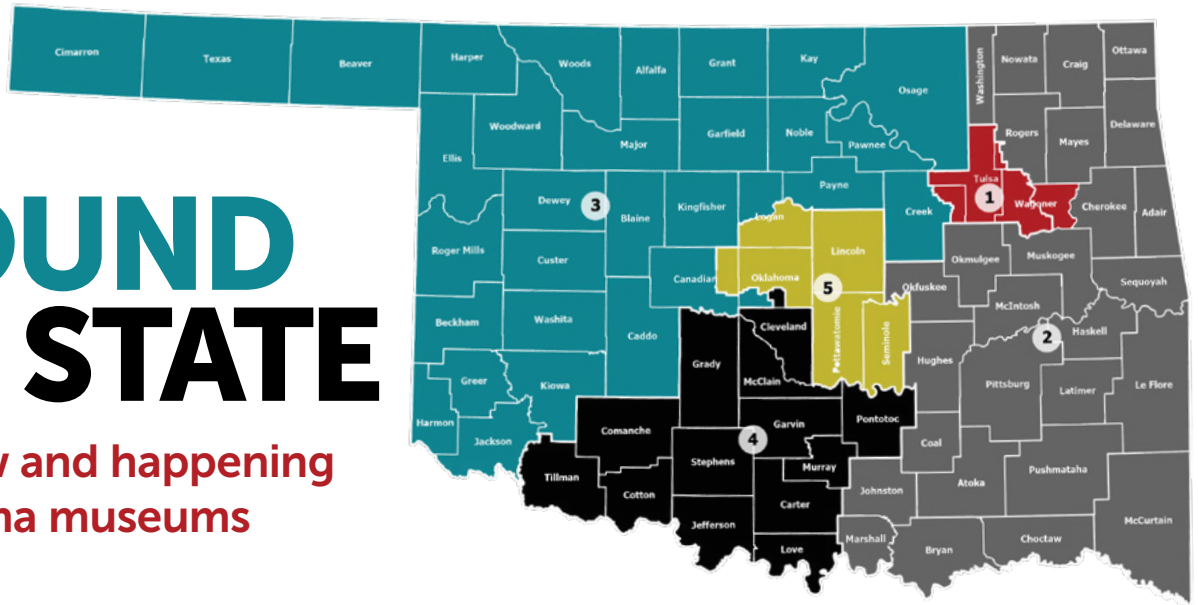 OUND
STATE
and happening
museums
Cimarron
Texas
Beaver
Harper
Woods
Alfalfa
Grant
Kay
Osage
Washington
Nowata
Craig
Ottawa
Woodward
Major
Garfield
Noble
Pawnee
Rogers
Mayes
Delaware
Ellis
Dewey
3
Blaine
Kingfisher
Logan
Payne
Creek
Tulsa
1
Wagoner
Cherokee
Adair
Roger Mills
Custer
Canadian
Oklahoma
Lincoln
5
Okfuskee
Okmulgee
Muskogee
Sequoyah
McIntosh
2
Haskell
Beckham
Washita
Caddo
Grady
Cleveland
McClain
Pottawatomie
Seminole
Hughes
Pittsburg
Latimer
Le Flore
Greer
Kiowa
Harmon
Jackson
Tillman
Comanche
Cotton
Stephens
4
Garvin
Murray
Pontotoc
Coal
Carter
Jefferson
Love
Johnston
Atoka
Pushmataha
Marshall
Bryan
Choctaw
McCurtain